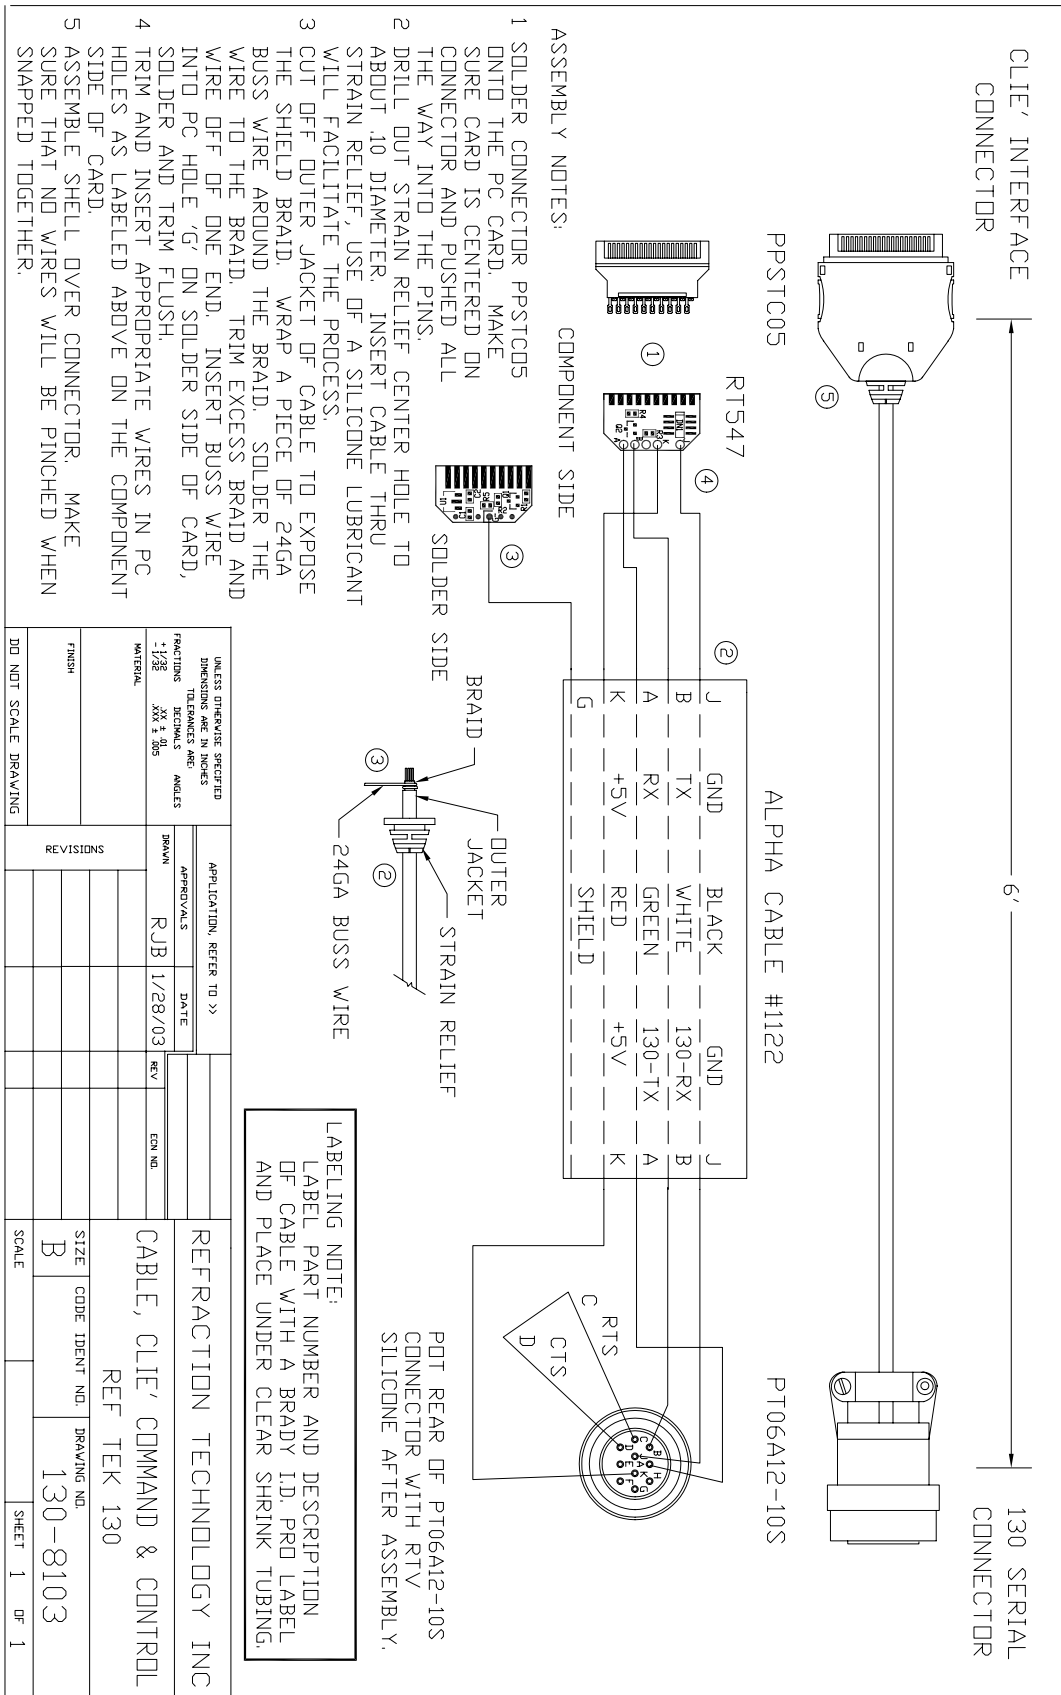 CLIE' INTERFACE
CONNECTOR
6'
130 SERIAL
CONNECTOR
PPSTC05
5
PT06A12-10S
RT547
ALPHA CABLE #1122
1
4
2
COMPONENT SIDE
DN1
R4
R3
Q2
A
B
K
J GND BLACK GND J
B TX WHITE 130-RX B
A RX GREEN 130-TX A
K +5V RED +5V K
G SHIELD
3
SOLDER SIDE
U1
C1
C2
R5
R2
Q1
R1
RTS
C
CTS
D
C
B
D
J
A
H
E
K
F
G
BRAID
OUTER
JACKET
STRAIN RELIEF
3
2
24GA BUSS WIRE
POT REAR OF PT06A12-10S
CONNECTOR WITH RTV
SILICONE AFTER ASSEMBLY.
LABELING NOTE:
LABEL PART NUMBER AND DESCRIPTION
OF CABLE WITH A BRADY I.D. PRO LABEL
AND PLACE UNDER CLEAR SHRINK TUBING.
ASSEMBLY NOTES:
1 SOLDER CONNECTOR PPSTC05
ONTO THE PC CARD. MAKE
SURE CARD IS CENTERED ON
CONNECTOR AND PUSHED ALL
THE WAY INTO THE PINS.
2 DRILL OUT STRAIN RELIEF CENTER HOLE TO
ABOUT .10 DIAMETER. INSERT CABLE THRU
STRAIN RELIEF, USE OF A SILICONE LUBRICANT
WILL FACILITATE THE PROCESS.
3 CUT OFF OUTER JACKET OF CABLE TO EXPOSE
THE SHIELD BRAID. WRAP A PIECE OF 24GA
BUSS WIRE AROUND THE BRAID. SOLDER THE
WIRE TO THE BRAID. TRIM EXCESS BRAID AND
WIRE OFF OF ONE END. INSERT BUSS WIRE
INTO PC HOLE 'G' ON SOLDER SIDE OF CARD,
SOLDER AND TRIM FLUSH.
4 TRIM AND INSERT APPROPRIATE WIRES IN PC
HOLES AS LABELED ABOVE ON THE COMPONENT
SIDE OF CARD.
5 ASSEMBLE SHELL OVER CONNECTOR. MAKE
SURE THAT NO WIRES WILL BE PINCHED WHEN
SNAPPED TOGETHER.
UNLESS OTHERWISE SPECIFIED
DIMENSIONS ARE IN INCHES
TOLERANCES ARE:
FRACTIONS DECIMALS ANGLES
+ 1/32 .XX ± .01
- 1/32 .XXX ± .005
MATERIAL
FINISH
DO NOT SCALE DRAWING
APPLICATION, REFER TO >>
APPROVALS DATE
DRAWN RJB 1/28/03
REVISIONS
REV ECN NO.
REFRACTION TECHNOLOGY INC
CABLE, CLIE' COMMAND & CONTROL
REF TEK 130
SIZE CODE IDENT NO. DRAWING NO.
B 130-8103
SCALE SHEET 1 OF 1